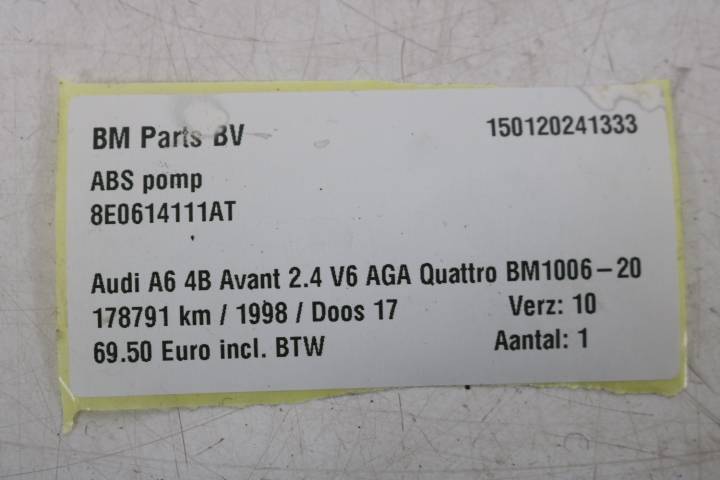 BM Parts BV 150120241333
ABS pomp
8E0614111AT
Audi A6 4B Avant 2.4 V6 AGA Quattro BM1006-20
178791 km / 1998 / Doos 17 Verz: 10
69.50 Euro incl. BTW Aantal: 1